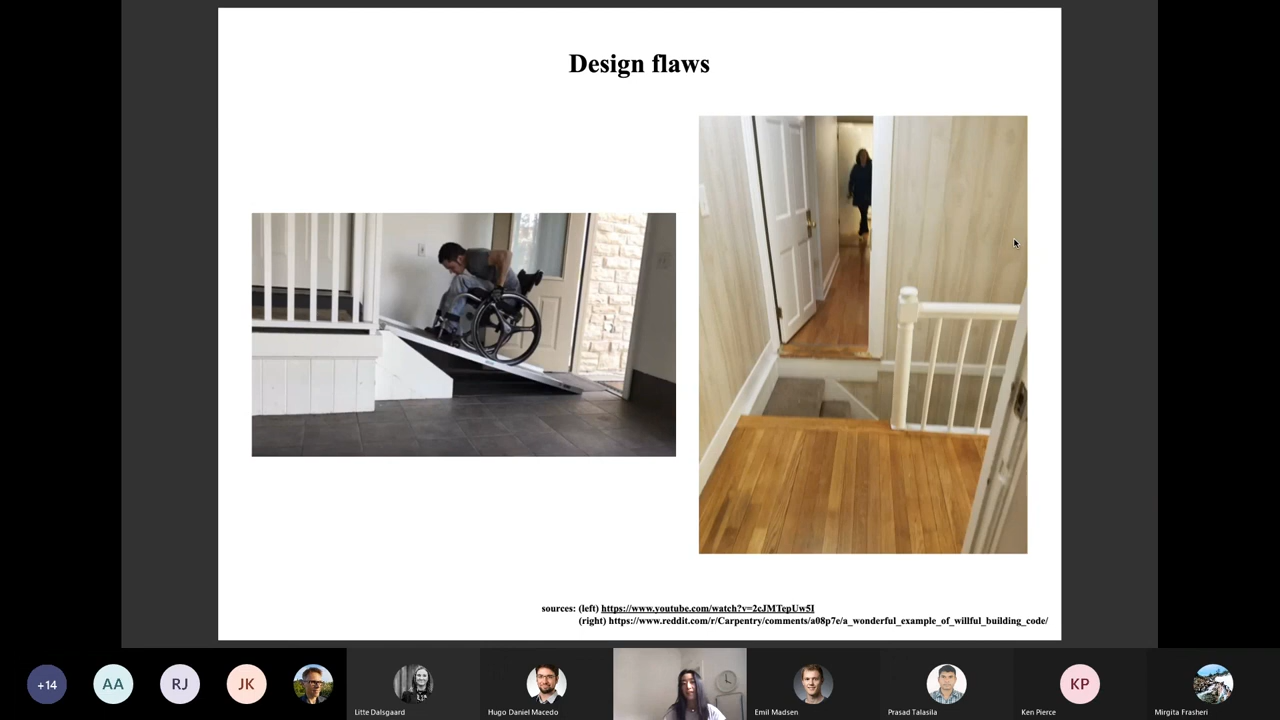 Design flaws
sources: (left) https://www.youtube.com/watch?v=2cJMTepUw5I
(right) https://www.reddit.com/r/Carpentry/comments/a08p7e/a_wonderful_example_of_willful_building_code/
+14
AA
RJ
JK
KP
Litte Dalsgaard
Hugo Daniel Macedo
Emil Madsen
Prasad Talasila
Ken Pierce
Mirgita Frasheri